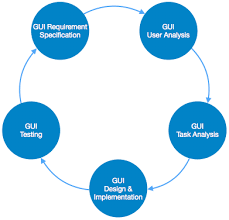 GUI Requirement
Specification
GUI
User Analysis
GUI
Task Analysis
GUI
Design &
Implementation
GUI
Testing